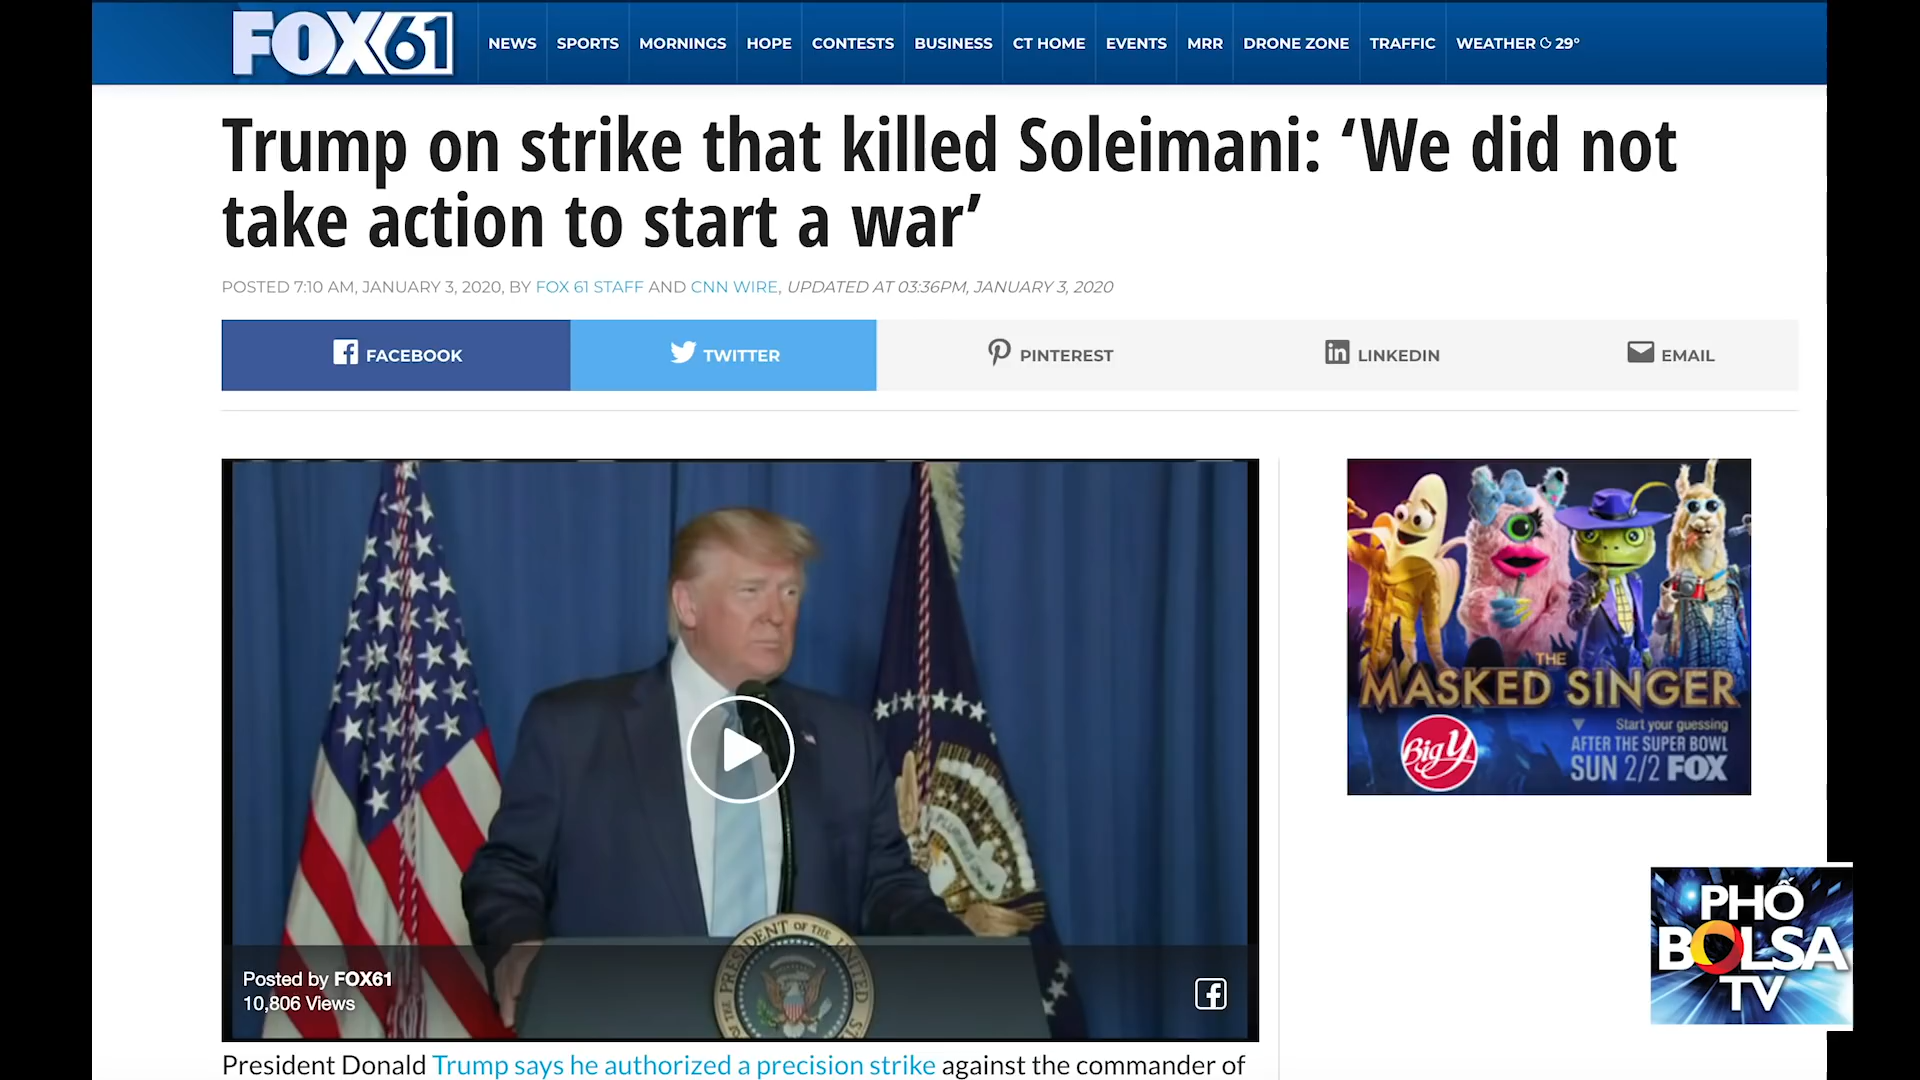 FOX61
NEWS SPORTS MORNINGS HOPE CONTESTS BUSINESS CT HOME EVENTS MRR DRONE ZONE TRAFFIC WEATHER 29°
Trump on strike that killed Soleimani: ‘We did not
take action to start a war’
POSTED 7:10 AM, JANUARY 3, 2020, BY FOX 61 STAFF AND CNN WIRE, UPDATED AT 03:36PM, JANUARY 3, 2020
FACEBOOK TWITTER PINTEREST LINKEDIN EMAIL
THE
MASKED SINGER
Big Y
Start your guessing
AFTER THE SUPER BOWL
SUN 2/2 FOX
PRESIDENT OF THE UNITED
Posted by FOX61
10,806 Views
PHỐ
BOLSA
TV
President Donald Trump says he authorized a precision strike against the commander of